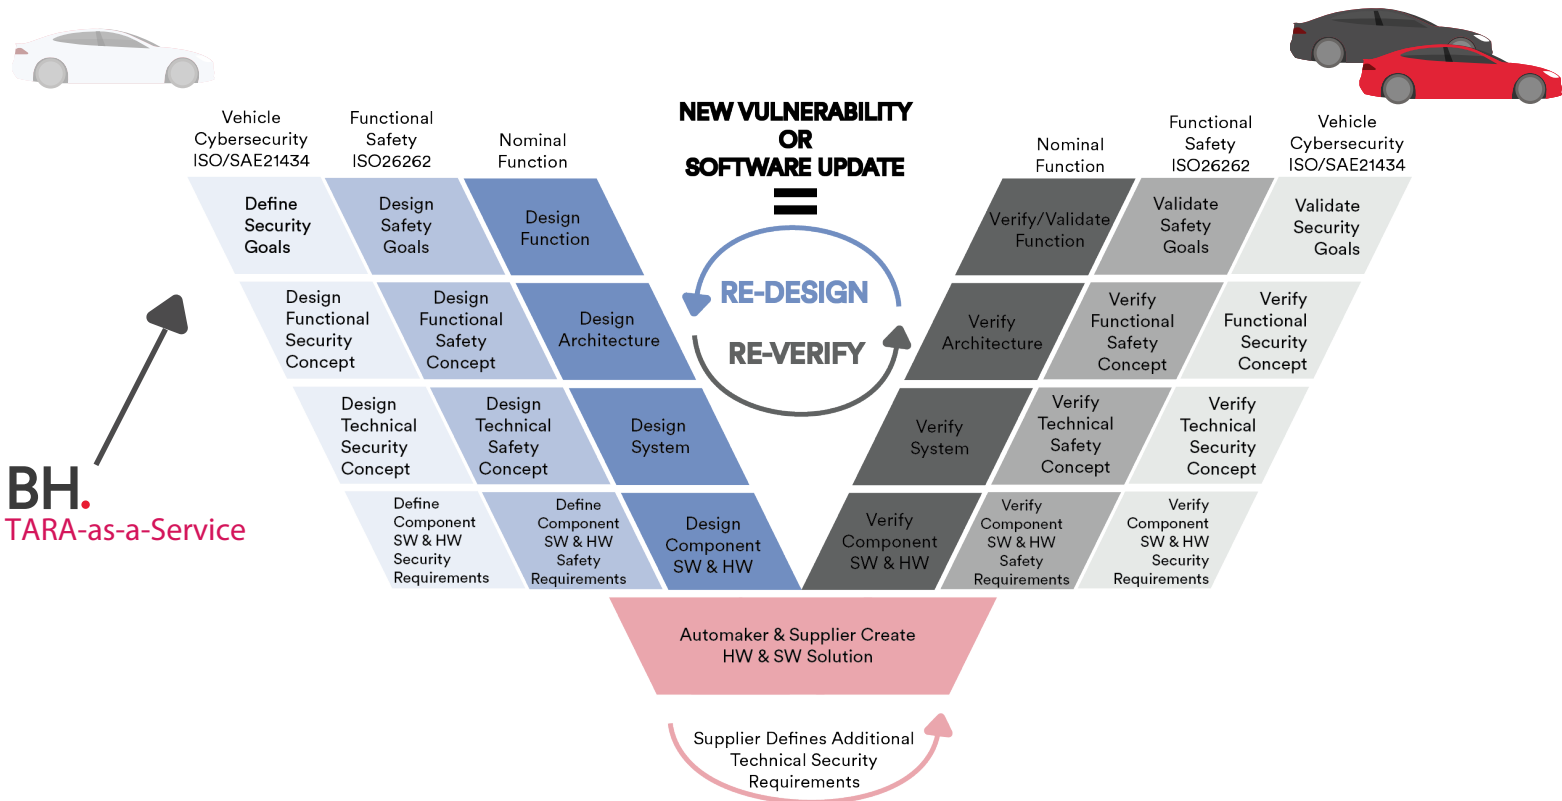 Vehicle
Cybersecurity
ISO/SAE21434
Functional
Safety
ISO26262
Nominal
Function
NEW VULNERABILITY
OR
SOFTWARE UPDATE
=
Nominal
Function
Functional
Safety
ISO26262
Vehicle
Cybersecurity
ISO/SAE21434
Define
Security
Goals
Design
Safety
Goals
Design
Function
Verify/Validate
Function
Validate
Safety
Goals
Validate
Security
Goals
RE-DESIGN
RE-VERIFY
Design
Functional
Security
Concept
Design
Functional
Safety
Concept
Design
Architecture
Verify
Architecture
Verify
Functional
Safety
Concept
Verify
Functional
Security
Concept
Design
Technical
Security
Concept
Design
Technical
Safety
Concept
Design
System
Verify
System
Verify
Technical
Safety
Concept
Verify
Technical
Security
Concept
BH.
TARA-as-a-Service
Define
Component
SW & HW
Security
Requirements
Define
Component
SW & HW
Safety
Requirements
Design
Component
SW & HW
Verify
Component
SW & HW
Verify
Component
SW & HW
Safety
Requirements
Verify
Component
SW & HW
Security
Requirements
Automaker & Supplier Create
HW & SW Solution
Supplier Defines Additional
Technical Security
Requirements